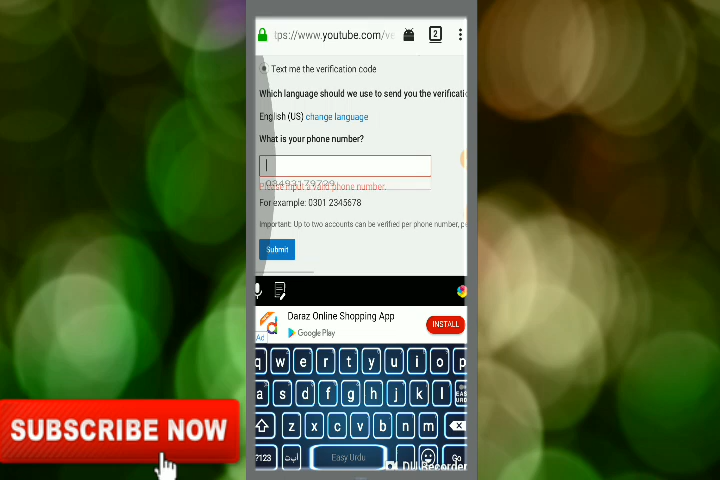 tps://www.youtube.com/ve
2
Text me the verification code
Which language should we use to send you the verificati
English (US) change language
What is your phone number?
Please input a valid phone number.
For example: 0301 2345678
Important: Up to two accounts can be verified per phone number, p
Submit
Daraz Online Shopping App
Google Play
INSTALL
Ad
q w e r t y u i o p
a s d f g h j k l
z x c v b n m
?123 Easy Urdu Go
DU Recorder
SUBSCRIBE NOW